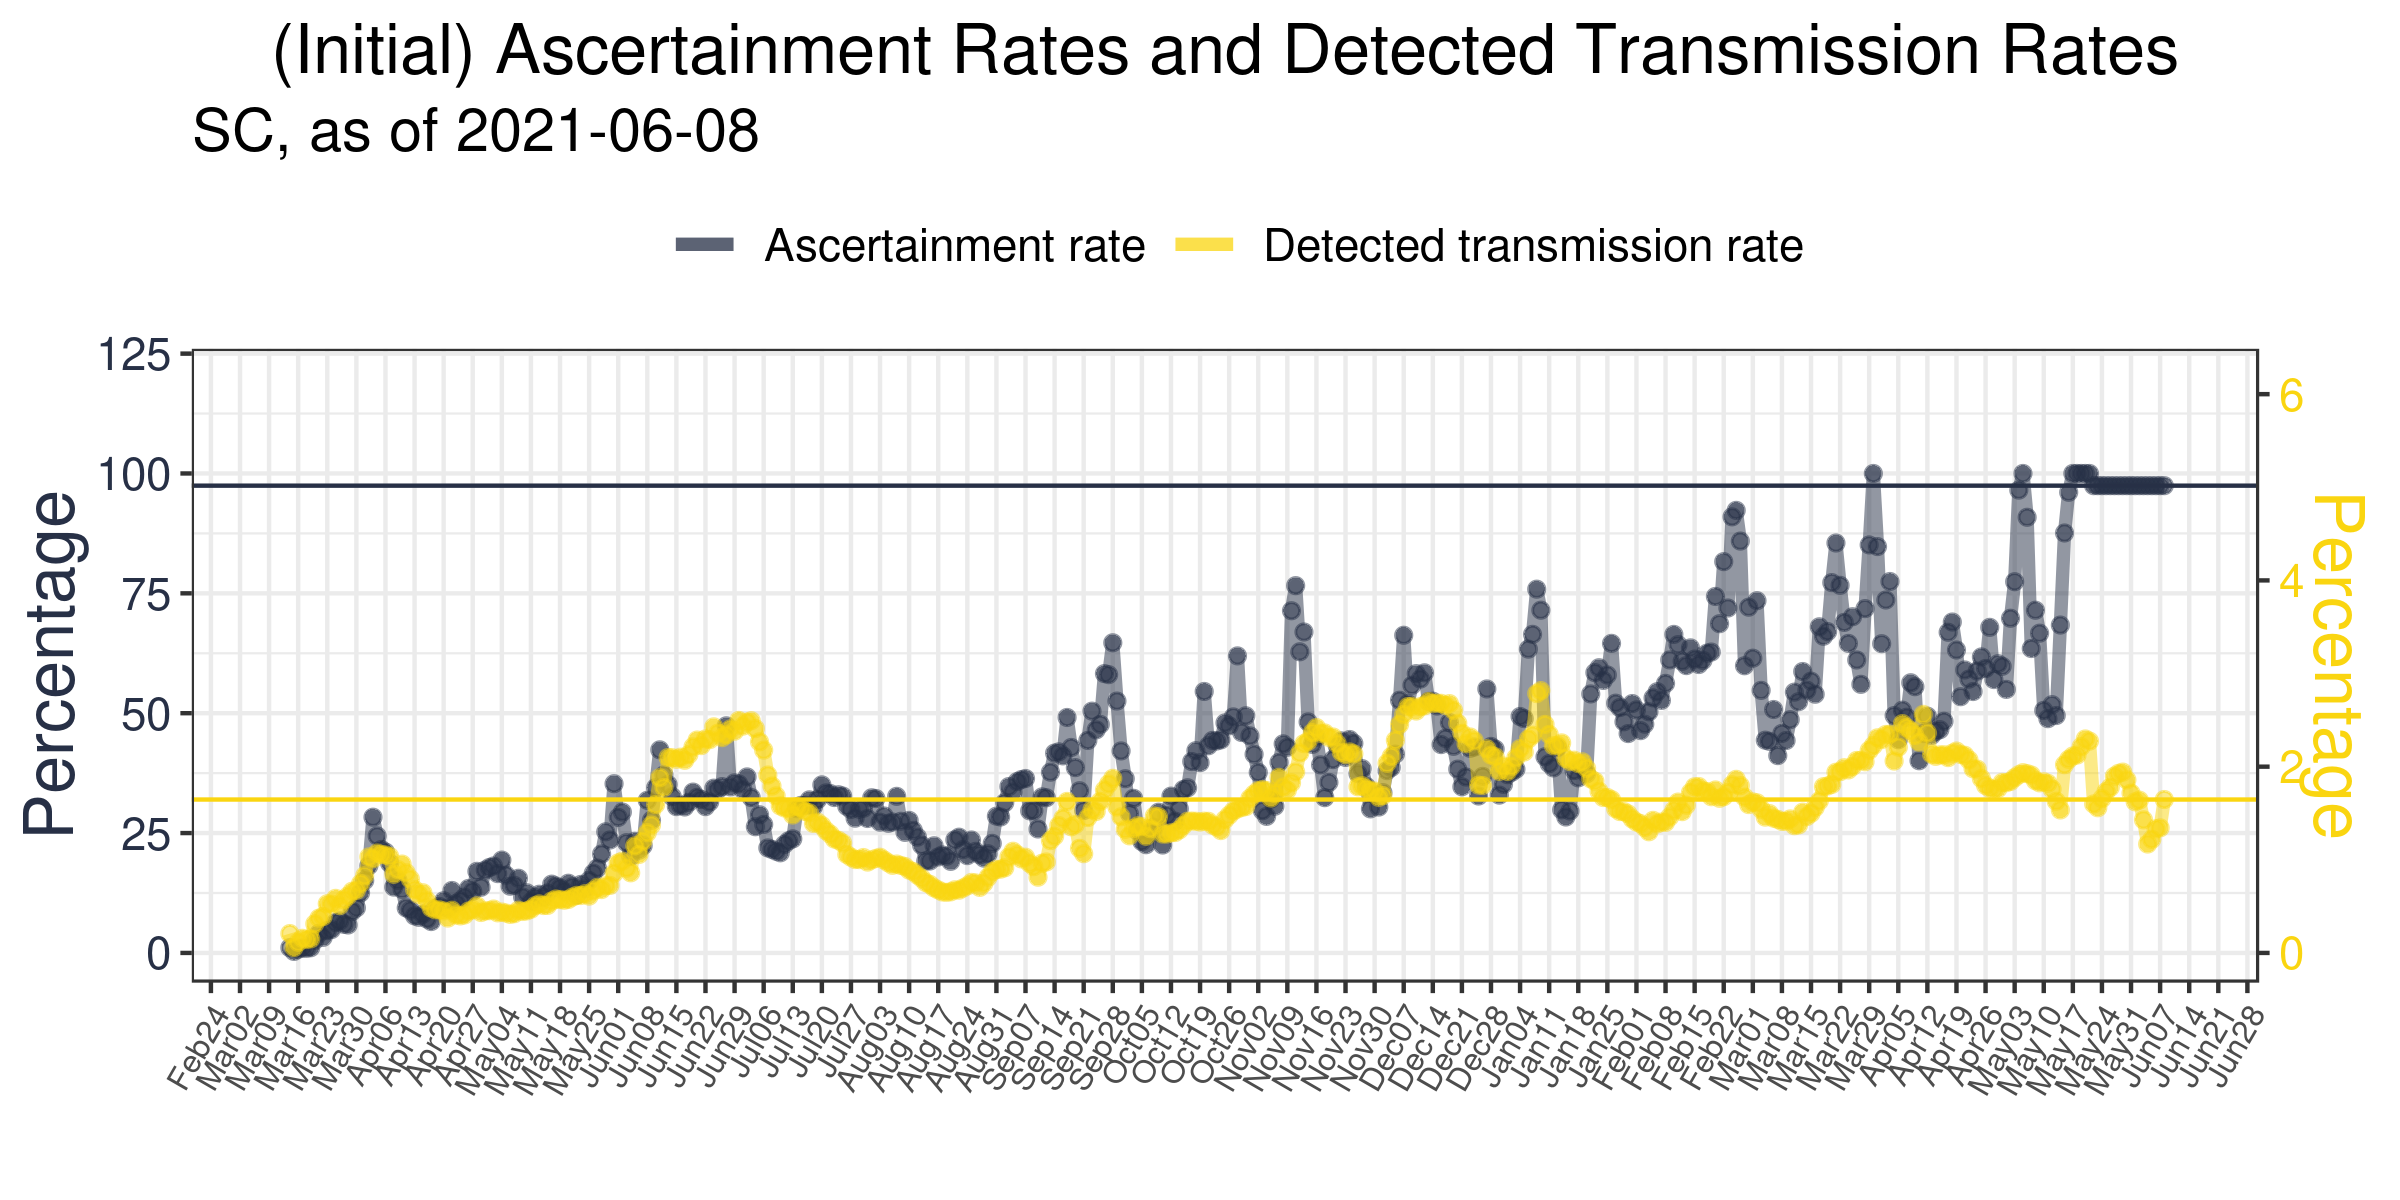 (Initial) Ascertainment Rates and Detected Transmission Rates
SC, as of 2021-06-08
Ascertainment rate
Detected transmission rate
Percentage
125
100
75
50
25
0
6
4
2
0
Percentage
Feb24
Mar02
Mar09
Mar16
Mar23
Mar30
Apr06
Apr13
Apr20
Apr27
May04
May11
May18
May25
Jun01
Jun08
Jun15
Jun22
Jun29
Jul06
Jul13
Jul20
Jul27
Aug03
Aug10
Aug17
Aug24
Aug31
Sep07
Sep14
Sep21
Sep28
Oct05
Oct12
Oct19
Oct26
Nov02
Nov09
Nov16
Nov23
Nov30
Dec07
Dec14
Dec21
Dec28
Jan04
Jan11
Jan18
Jan25
Feb01
Feb08
Feb15
Feb22
Mar01
Mar08
Mar15
Mar22
Mar29
Apr05
Apr12
Apr19
Apr26
May03
May10
May17
May24
May31
Jun07
Jun14
Jun21
Jun28